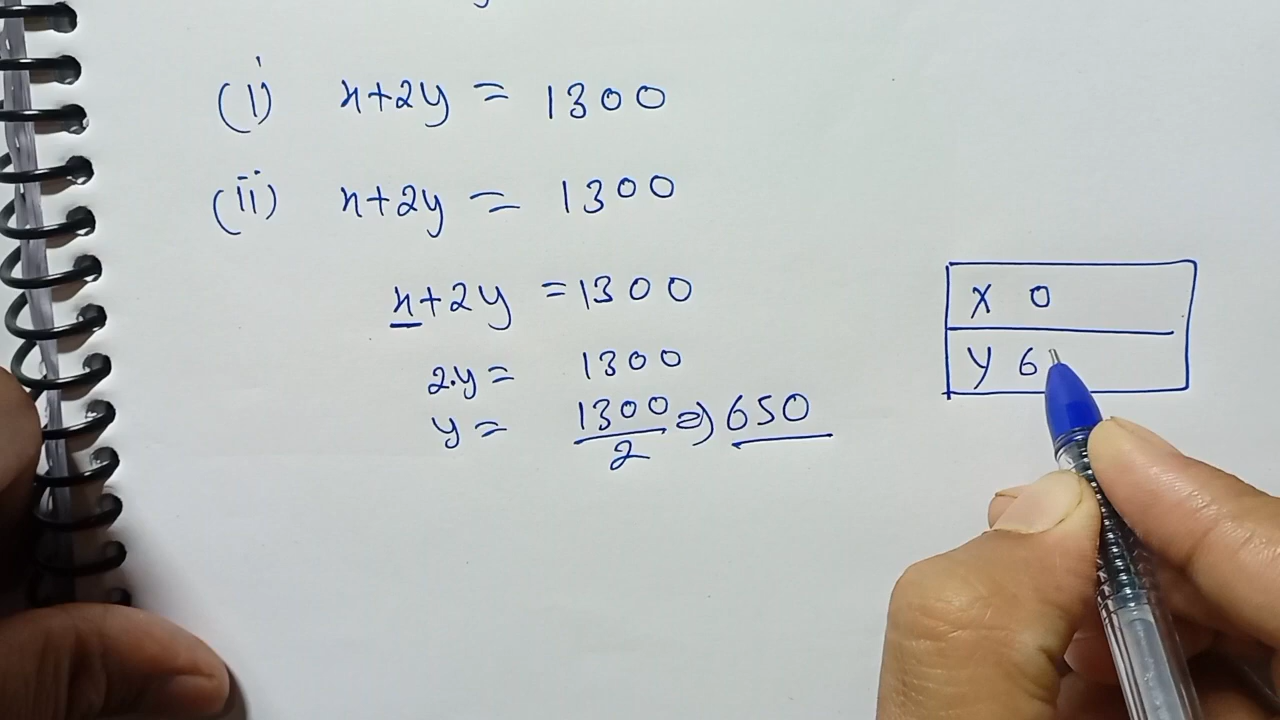 (i) x+2y = 1300
(ii) x+2y = 1300
x+2y = 1300
2.y = 1300
y = 1300/2 ⇒ 650
X 0
Y 6